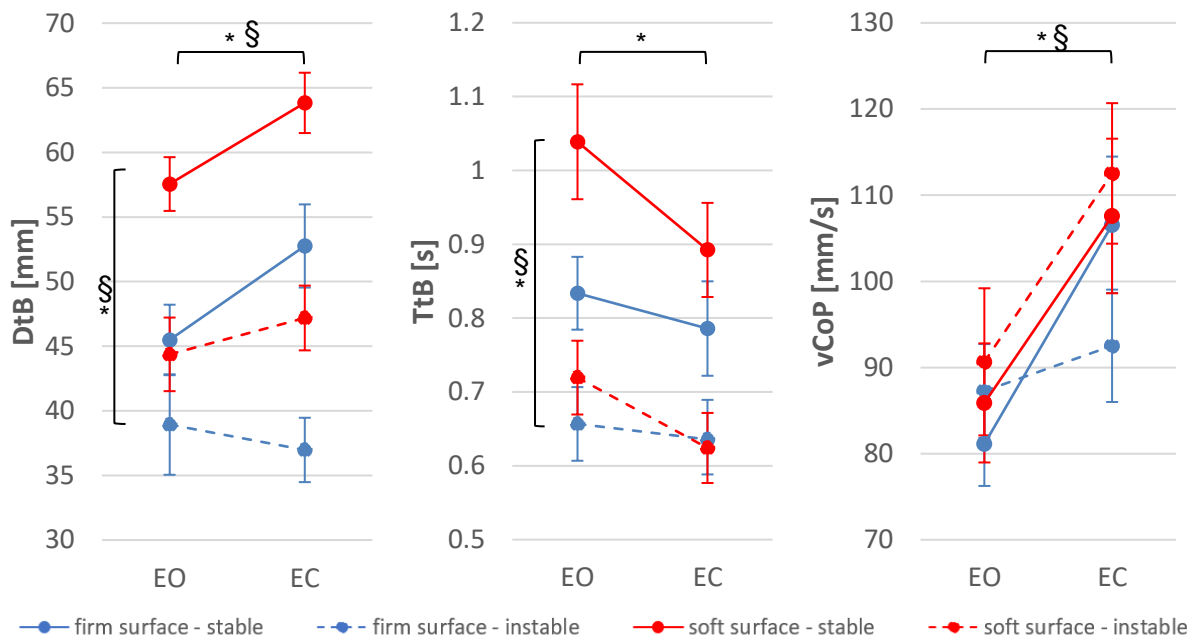 DtB [mm]
70
65
60
55
50
45
40
35
30
* §
* §
EO
EC
TtB [s]
1.2
1.1
1
0.9
0.8
0.7
0.6
0.5
*
* §
EO
EC
vCoP [mm/s]
130
120
110
100
90
80
70
* §
EO
EC
firm surface - stable
firm surface - instable
soft surface - stable
soft surface - instable